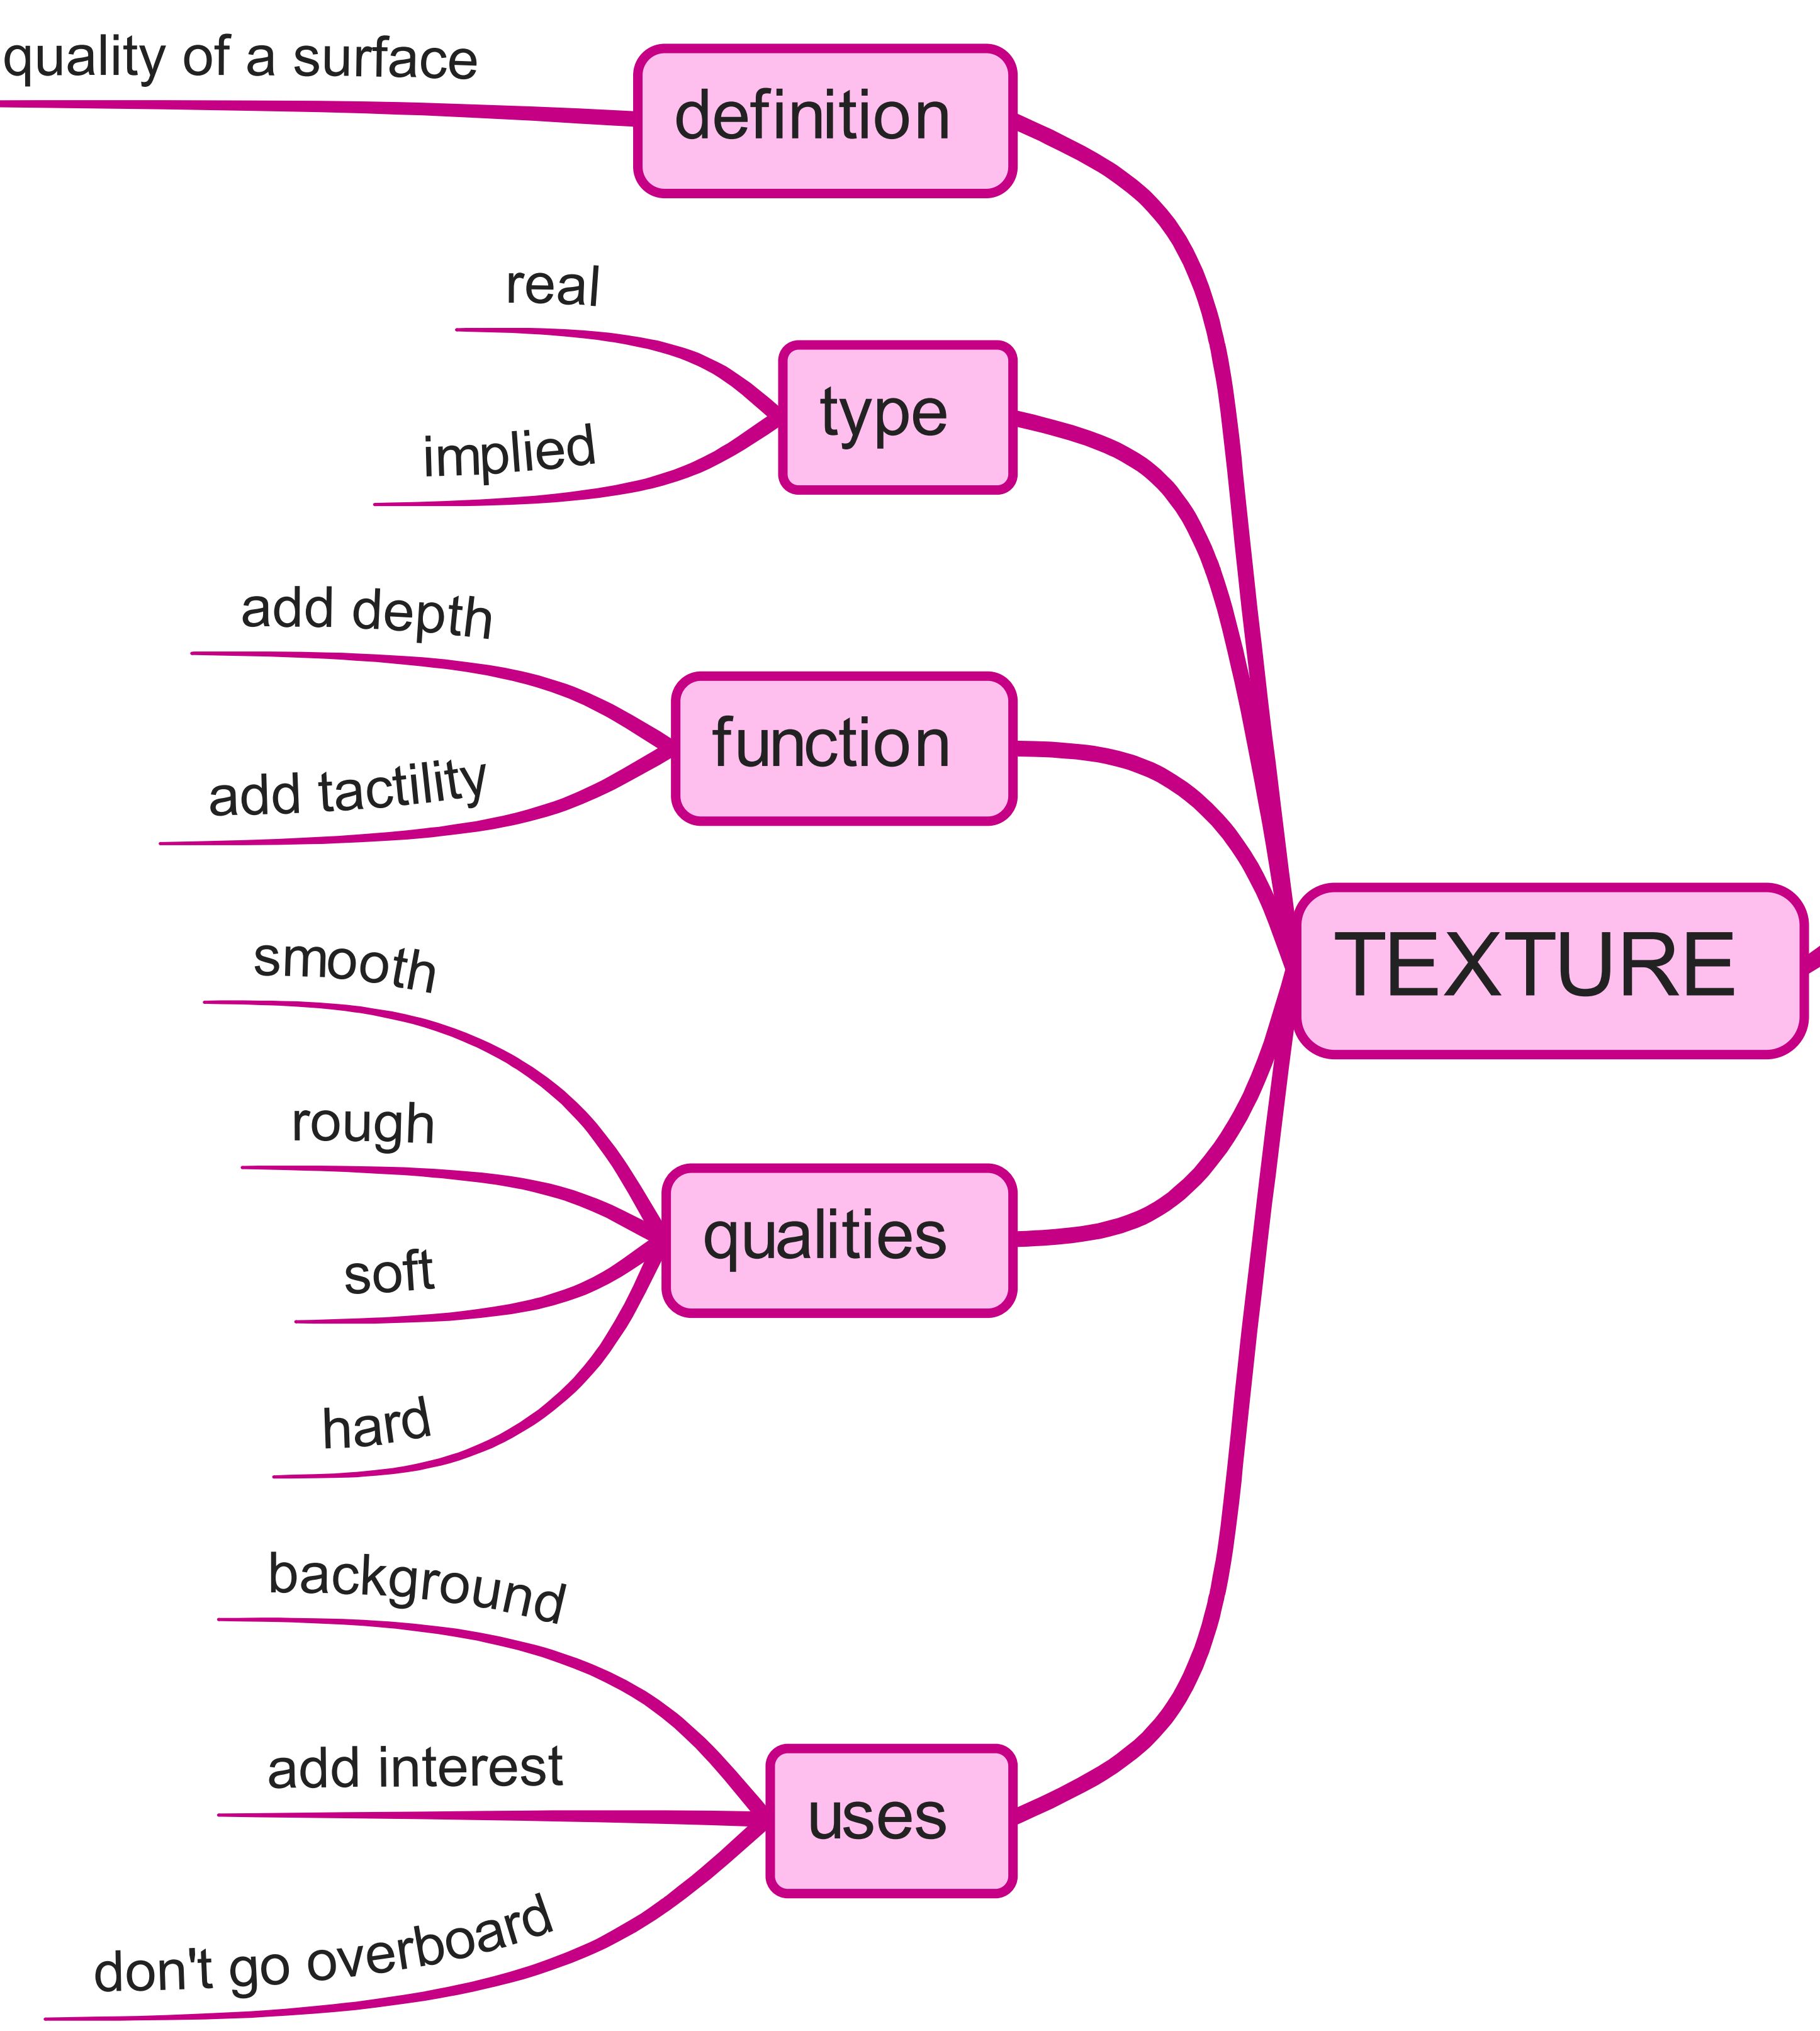 quality of a surface
definition
real
type
implied
add depth
function
add tactility
TEXTURE
smooth
rough
qualities
soft
hard
background
add interest
uses
don't go overboard